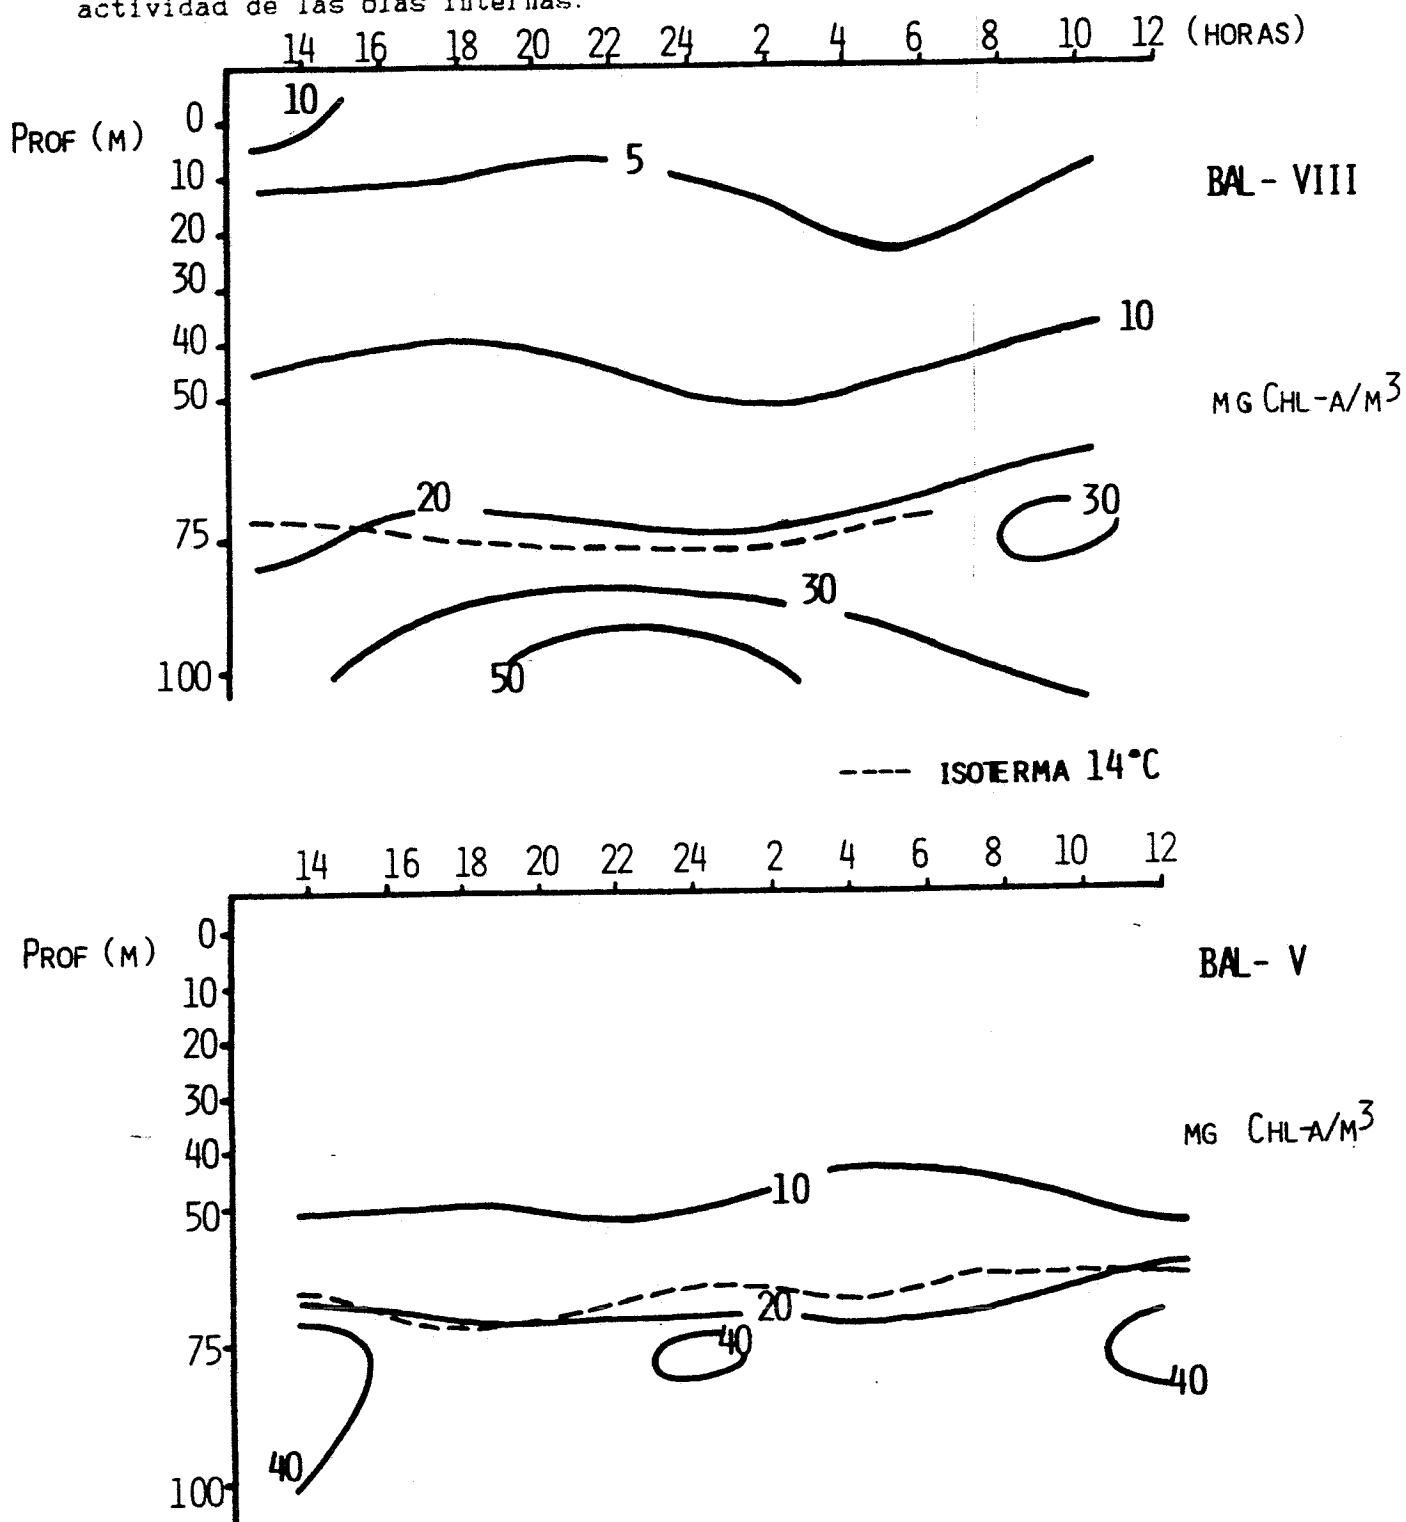 actividad de las olas internas.
14 16 18 20 22 24 2 4 6 8 10 12 (HORAS)
10
PROF (M) 0
5
10
BAL- VIII
20
30
10
40
50
MG CHL-A/M3
20
30
75
30
100
50
---- ISOTERMA 14°C
14 16 18 20 22 24 2 4 6 8 10 12
PROF (M) 0
BAL- V
10
20
30
MG CHL-A/M3
40
10
50
20
75
40
40
40
100